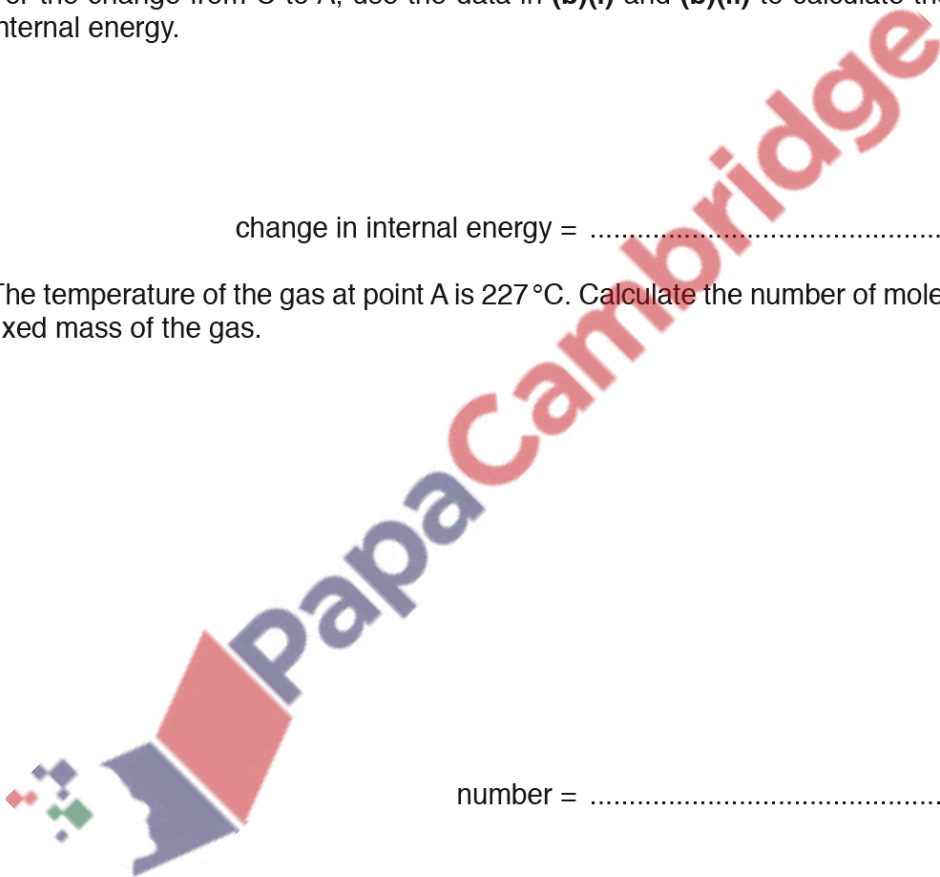 or the change from C to A, use the data in (b)(i) and (b)(ii) to calculate the
nternal energy.
change in internal energy = ..........................................
The temperature of the gas at point A is 227 °C. Calculate the number of mole
xed mass of the gas.
number = ..........................................
PapaCambridge